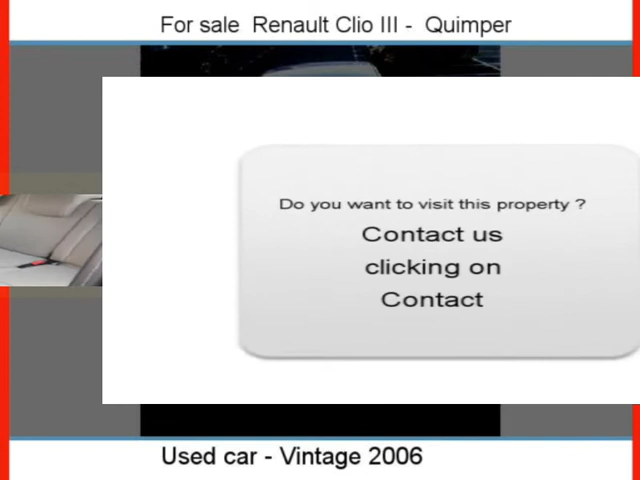 For sale Renault Clio III - Quimper
Do you want to visit this property ?
Contact us
clicking on
Contact
Used car - Vintage 2006